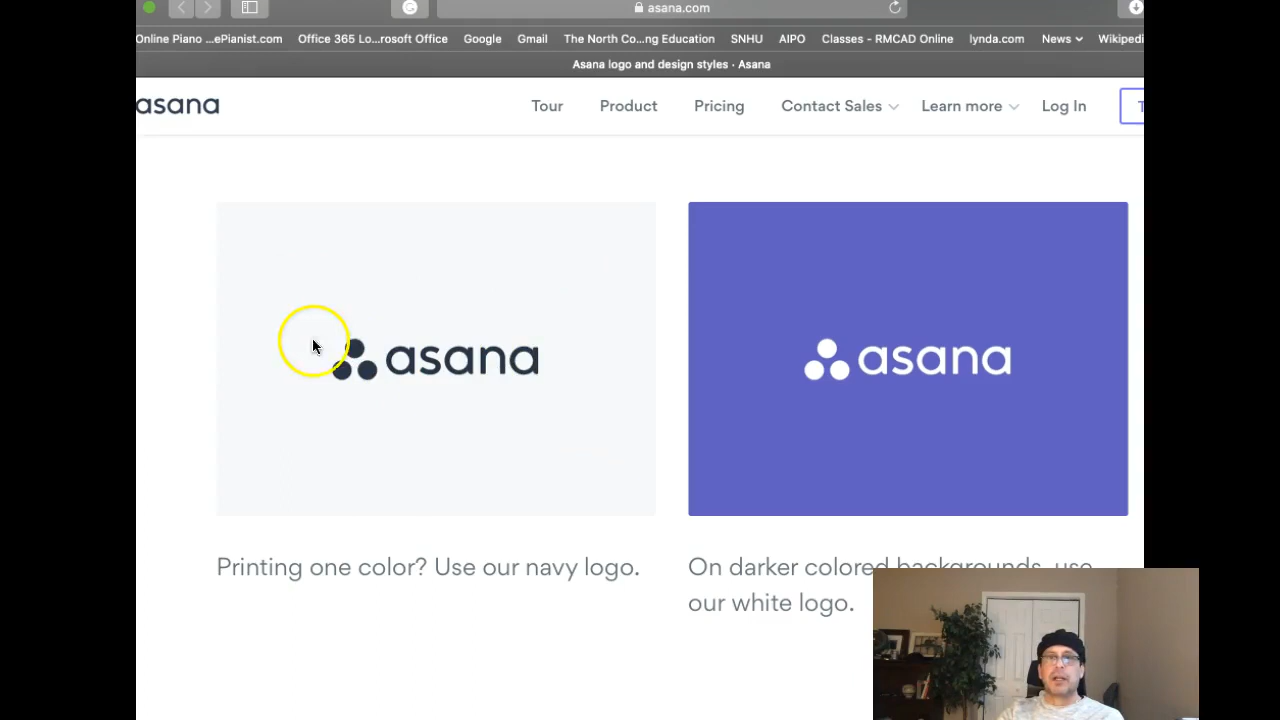 asana.com
Online Piano ...ePianist.com Office 365 Lo...rosoft Office Google Gmail The North Co...ng Education SNHU AIPO Classes - RMCAD Online lynda.com News Wikipedi
Asana logo and design styles · Asana
asana Tour Product Pricing Contact Sales Learn more Log In T
asana
asana
Printing one color? Use our navy logo.
On darker colored backgrounds, use
our white logo.